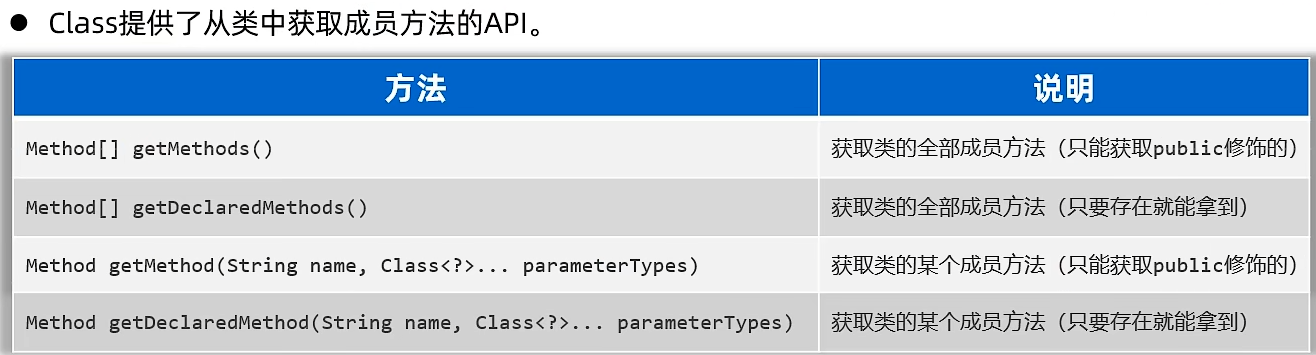 ● Class提供了从类中获取成员方法的API。
方法 说明
Method[] getMethods() 获取类的全部成员方法（只能获取public修饰的）
Method[] getDeclaredMethods() 获取类的全部成员方法（只要存在就能拿到）
Method getMethod(String name, Class<?>... parameterTypes) 获取类的某个成员方法（只能获取public修饰的）
Method getDeclaredMethod(String name, Class<?>... parameterTypes) 获取类的某个成员方法（只要存在就能拿到）